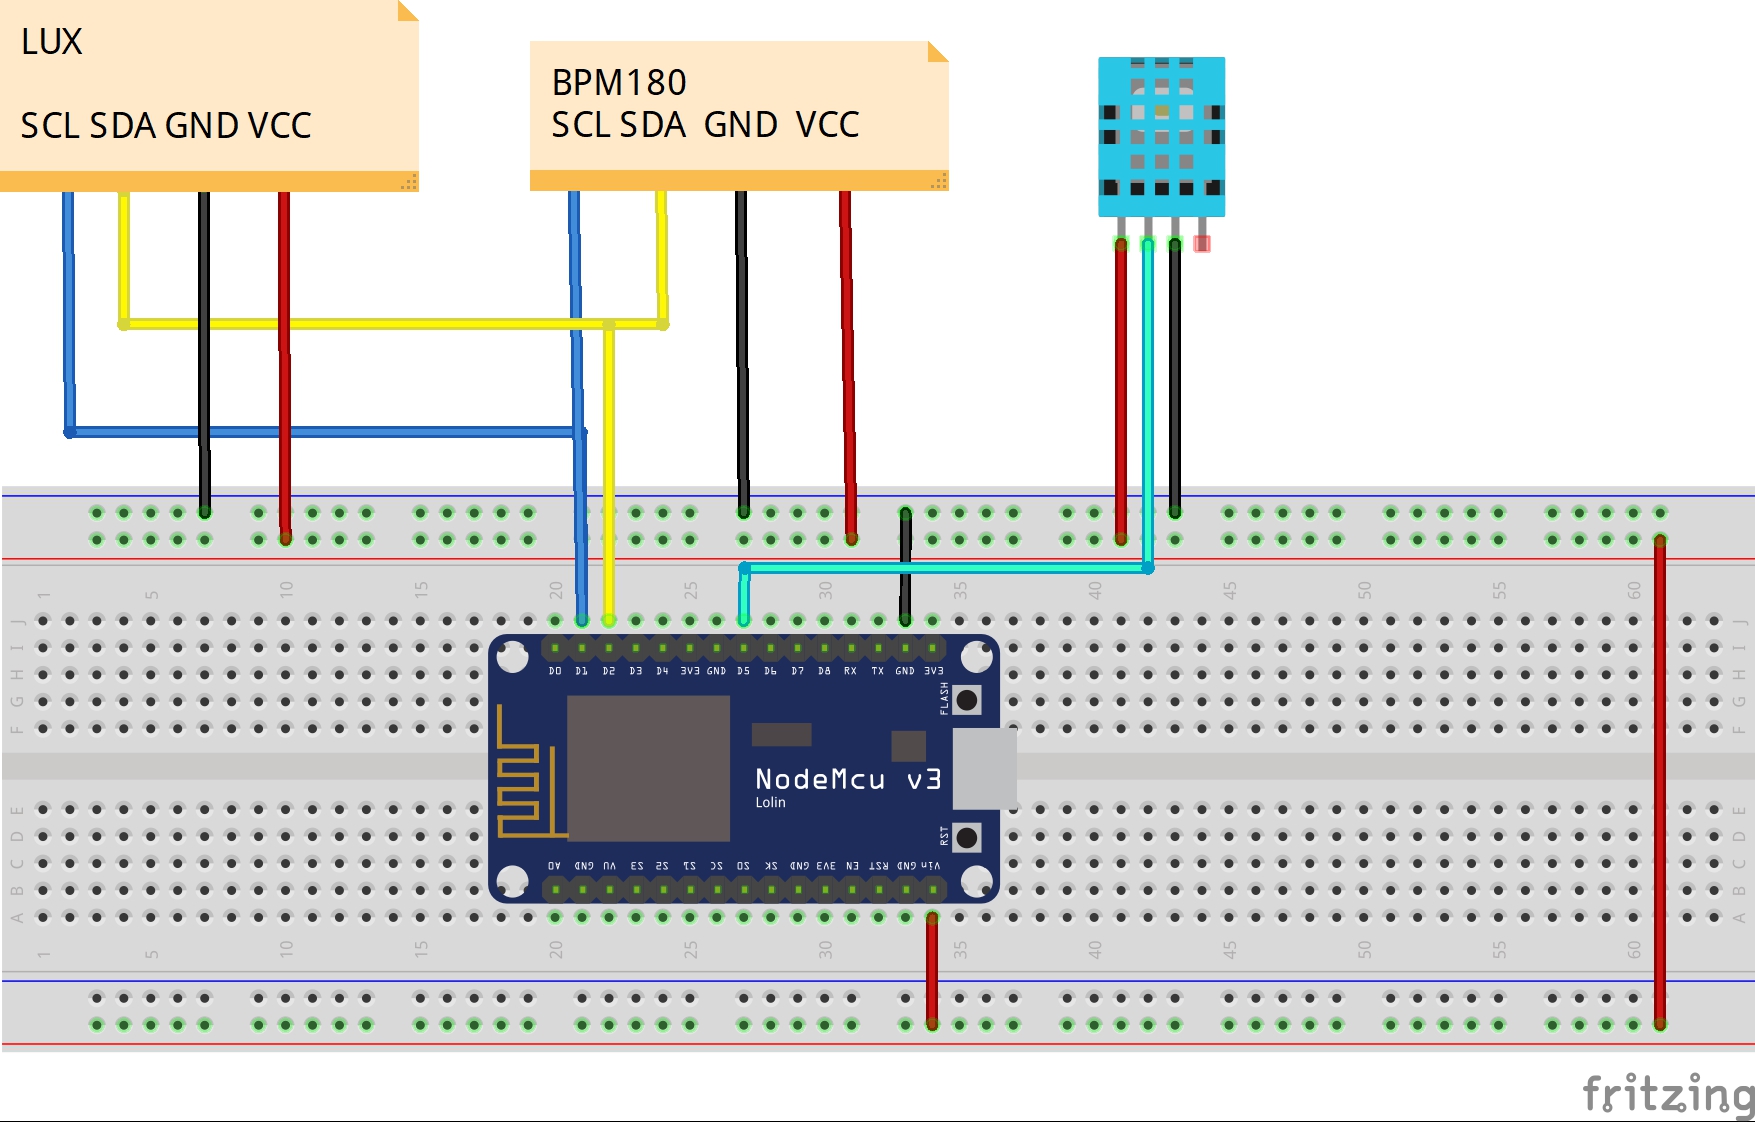 LUX
SCL SDA GND VCC
BPM180
SCL SDA GND VCC
1 5 10 15 20 25 30 35 40 45 50 55 60
J J
I I
H H
G G
F F
D0 D1 D2 D3 D4 3V3 GND D5 D6 D7 D8 RX TX GND 3V3
FLASH
NodeMcu v3
Lolin
RST
A0 GND VU S3 S2 S1 SC S0 SK GND 3V3 EN RST GND Vin
E E
D D
C C
B B
A A
1 5 10 15 20 25 30 35 40 45 50 55 60
fritzing